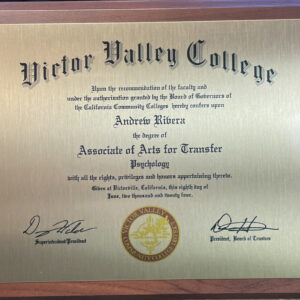 Victor Valley College
Upon the recommendation of the faculty and
under the authorization granted by the Board of Governors of
the California Community Colleges hereby confers upon
Andrew Rivera
the degree of
Associate of Arts for Transfer
Psychology
with all the rights, privileges and honors appertaining thereto.
Given at Victorville, California, this eighth day of
June, two thousand and twenty four.
Superintendent/President
President, Board of Trustees
VICTOR VALLEY